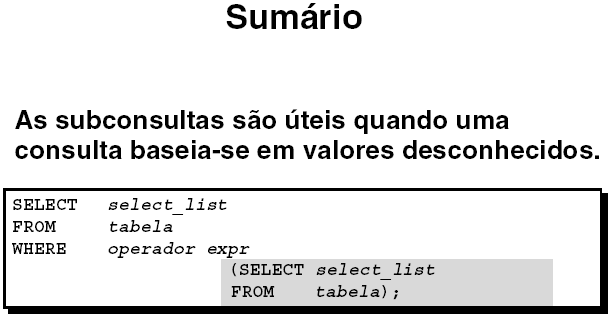 Sumário
As subconsultas são úteis quando uma
consulta baseia-se em valores desconhecidos.
SELECT select_list
FROM tabela
WHERE operador expr
(SELECT select_list
FROM tabela);